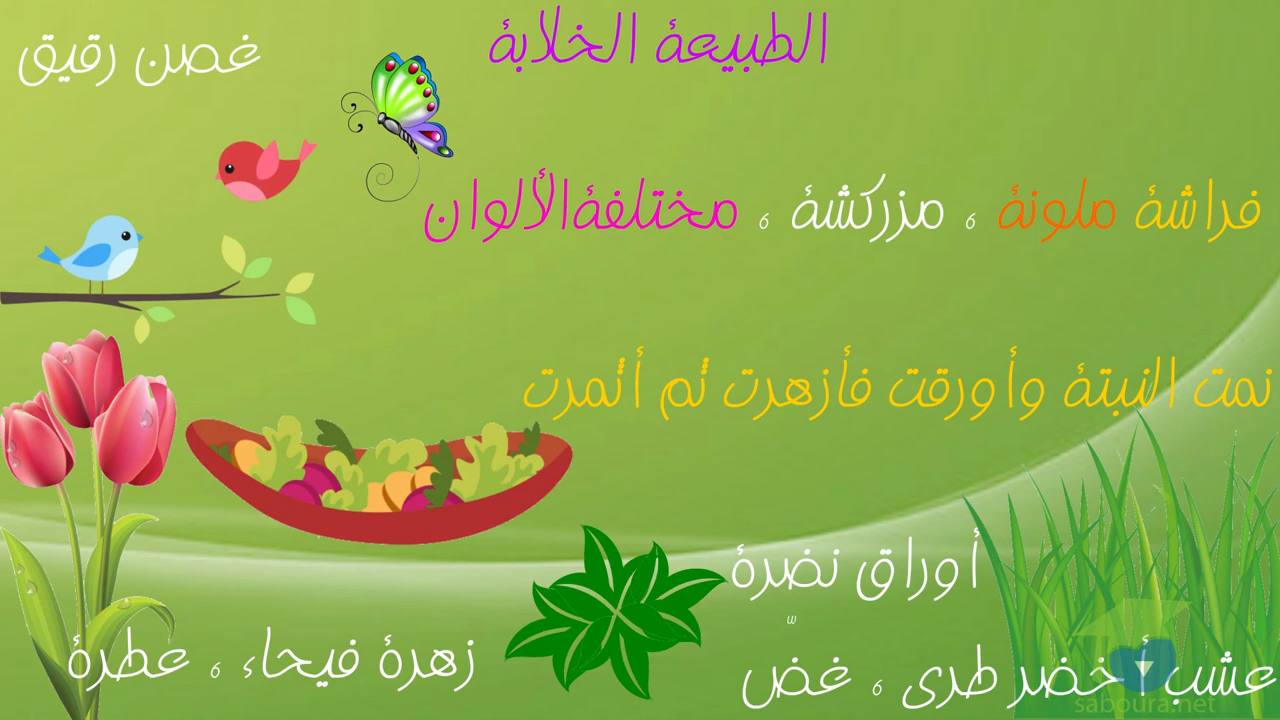 الطبيعة الخلابة
غصن رقيق
فراشة ملونة ، مزركشة ، مختلفة الألوان
نمت النبتة وأورقت فأزهرت ثم أثمرت
أوراق نضرة
عشب أخضر طرى ، غضّ
زهرة فيحاء ، عطرة
saboura.net